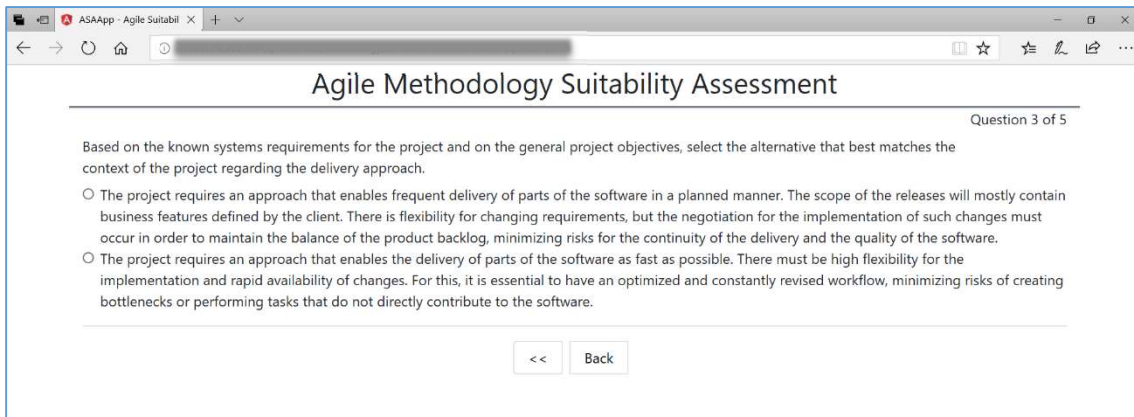 ASAApp - Agile Suitabil
Agile Methodology Suitability Assessment
Question 3 of 5
Based on the known systems requirements for the project and on the general project objectives, select the alternative that best matches the
context of the project regarding the delivery approach.
The project requires an approach that enables frequent delivery of parts of the software in a planned manner. The scope of the releases will mostly contain
business features defined by the client. There is flexibility for changing requirements, but the negotiation for the implementation of such changes must
occur in order to maintain the balance of the product backlog, minimizing risks for the continuity of the delivery and the quality of the software.
The project requires an approach that enables the delivery of parts of the software as fast as possible. There must be high flexibility for the
implementation and rapid availability of changes. For this, it is essential to have an optimized and constantly revised workflow, minimizing risks of creating
bottlenecks or performing tasks that do not directly contribute to the software.
<< Back